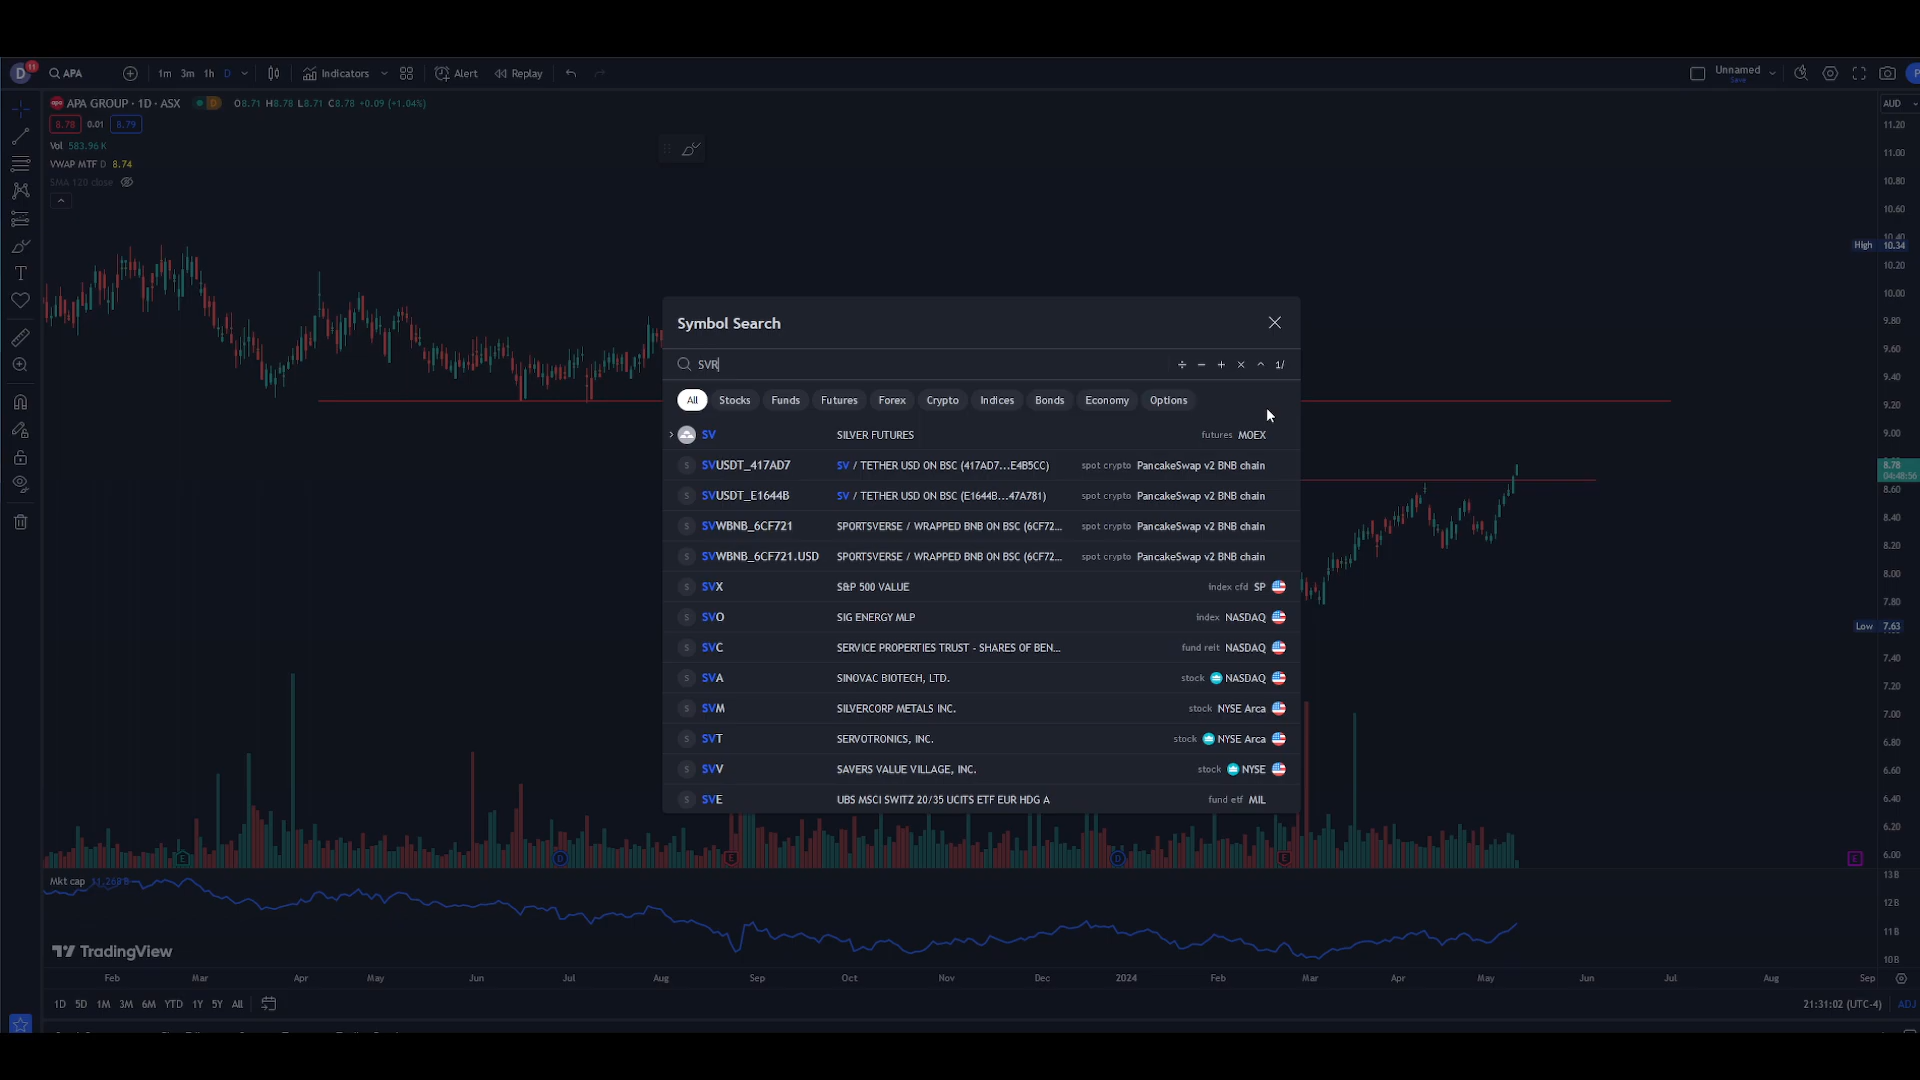 D 11 APA 1m 3m 1h D Indicators Alert Replay Unnamed Save P
APA GROUP · 1D · ASX D O8.71 H8.78 L8.71 C8.78 +0.09 (+1.04%) AUD
8.78 0.01 8.79
Vol 583.96 K
VWAP MTF D 8.74
SMA 120 close
Symbol Search
SVR ÷ − + × ^ 1/
All Stocks Funds Futures Forex Crypto Indices Bonds Economy Options
SV SILVER FUTURES futures MOEX
S SVUSDT_417AD7 SV / TETHER USD ON BSC (417AD7...E4B5CC) spot crypto PancakeSwap v2 BNB chain
S SVUSDT_E1644B SV / TETHER USD ON BSC (E1644B...47A781) spot crypto PancakeSwap v2 BNB chain
S SVWBNB_6CF721 SPORTSVERSE / WRAPPED BNB ON BSC (6CF72... spot crypto PancakeSwap v2 BNB chain
S SVWBNB_6CF721.USD SPORTSVERSE / WRAPPED BNB ON BSC (6CF72... spot crypto PancakeSwap v2 BNB chain
S SVX S&P 500 VALUE index cfd SP
S SVO SIG ENERGY MLP index NASDAQ
S SVC SERVICE PROPERTIES TRUST - SHARES OF BEN... fund reit NASDAQ
S SVA SINOVAC BIOTECH, LTD. stock NASDAQ
S SVM SILVERCORP METALS INC. stock NYSE Arca
S SVT SERVOTRONICS, INC. stock NYSE Arca
S SVV SAVERS VALUE VILLAGE, INC. stock NYSE
S SVE UBS MSCI SWITZ 20/35 UCITS ETF EUR HDG A fund etf MIL
11.20
11.00
10.80
10.60
10.40
High 10.34
10.20
10.00
9.80
9.60
9.40
9.20
9.00
8.78
04:48:56
8.60
8.40
8.20
8.00
7.80
Low 7.63
7.40
7.20
7.00
6.80
6.60
6.40
6.20
6.00
E D E D E E
Mkt cap 11.268B
13B
12B
11B
10B
TradingView
Feb Mar Apr May Jun Jul Aug Sep Oct Nov Dec 2024 Feb Mar Apr May Jun Jul Aug Sep
1D 5D 1M 3M 6M YTD 1Y 5Y All 21:31:02 (UTC-4) ADJ